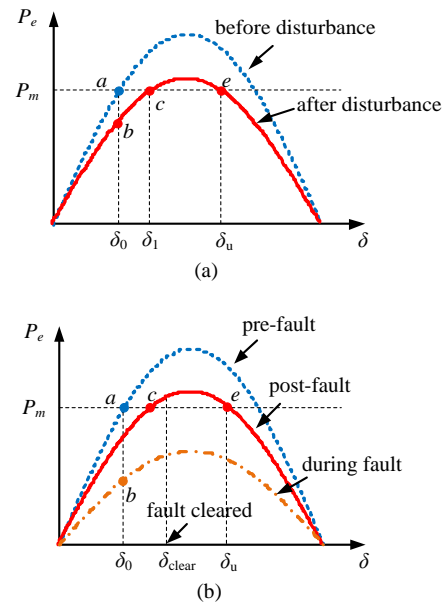 P_e
before disturbance
P_m
a
c
e
b
after disturbance
δ_0
δ_1
δ_u
δ
(a)
P_e
pre-fault
a
c
e
post-fault
P_m
b
during fault
fault cleared
δ_0
δ_clear
δ_u
δ
(b)